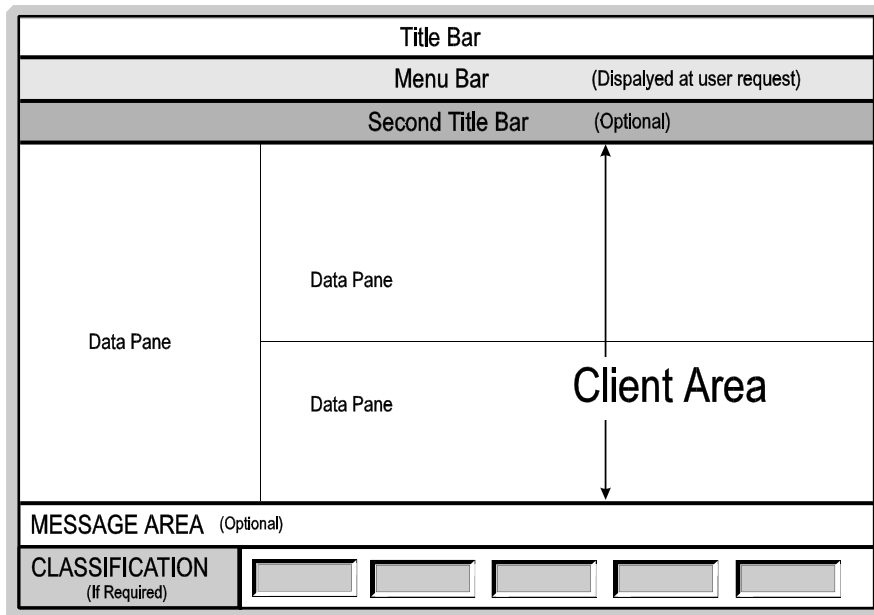 Title Bar
Menu Bar (Dispalyed at user request)
Second Title Bar (Optional)
Data Pane
Data Pane
Data Pane
Client Area
MESSAGE AREA (Optional)
CLASSIFICATION
(If Required)